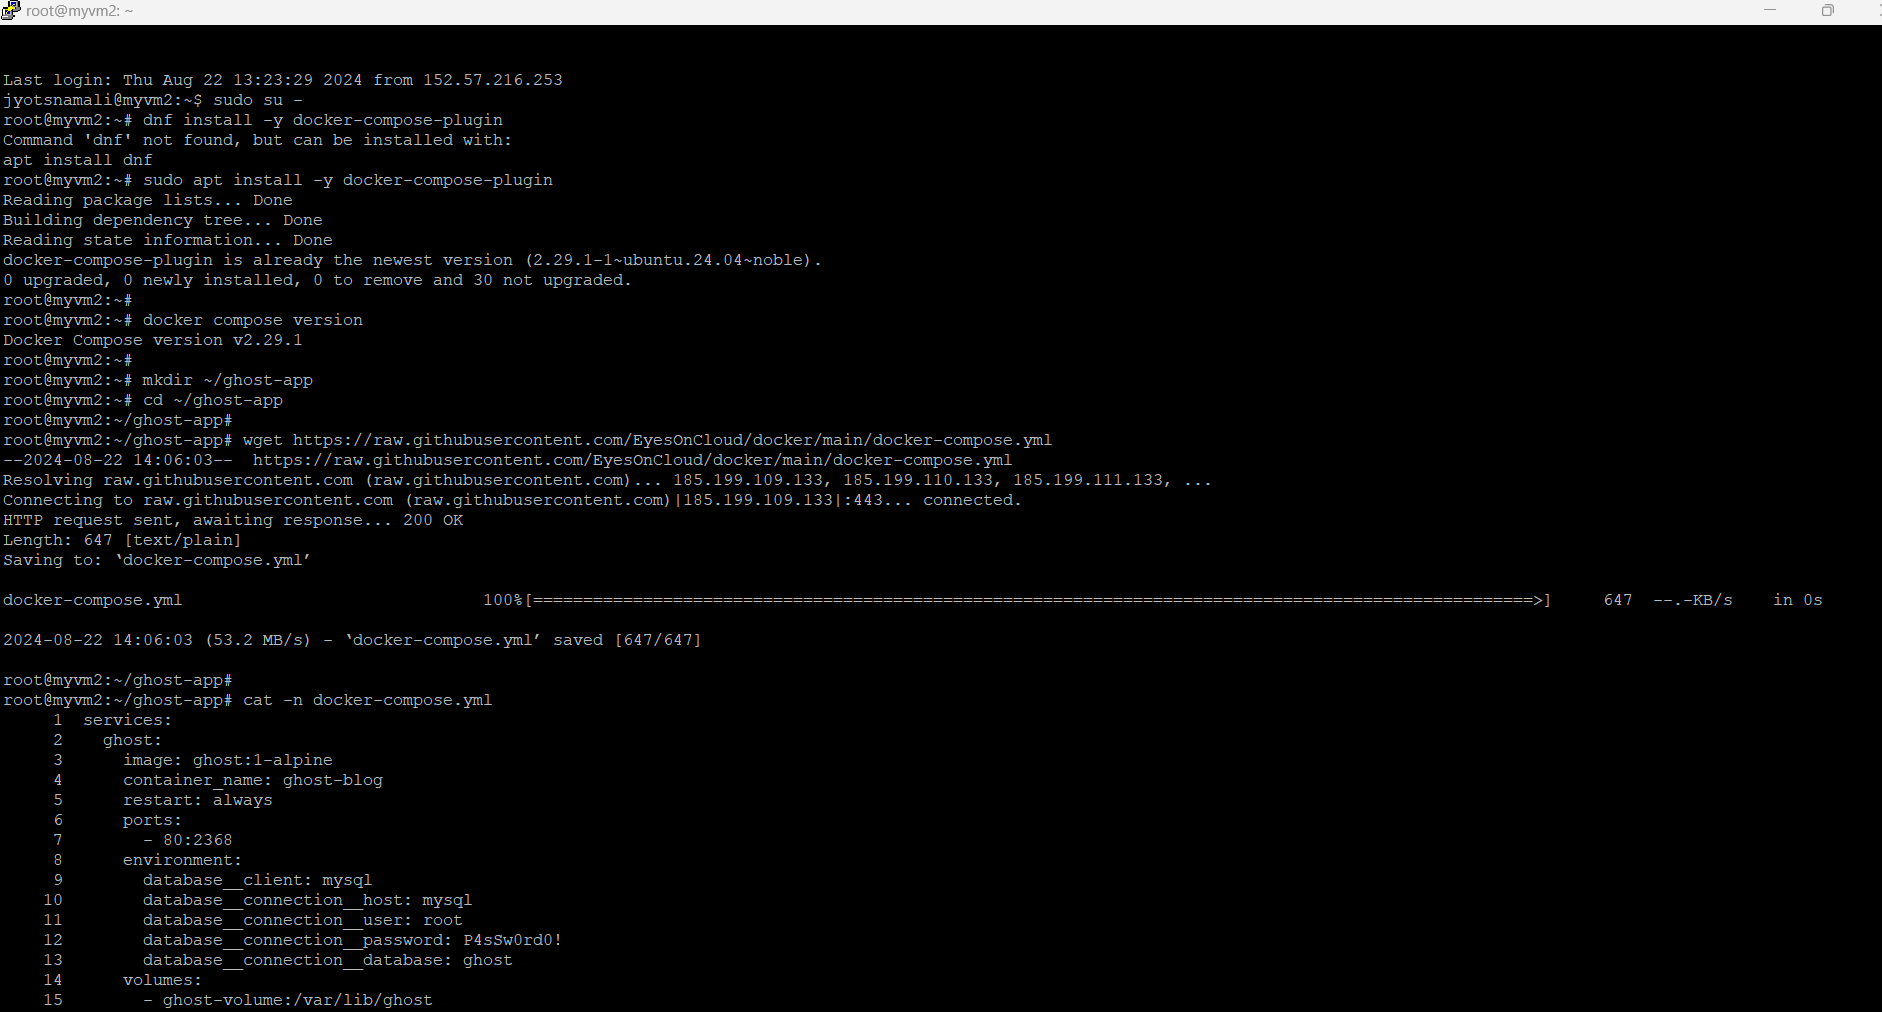 root@myvm2: ~
Last login: Thu Aug 22 13:23:29 2024 from 152.57.216.253
jyotsnamali@myvm2:~$ sudo su -
root@myvm2:~# dnf install -y docker-compose-plugin
Command 'dnf' not found, but can be installed with:
apt install dnf
root@myvm2:~# sudo apt install -y docker-compose-plugin
Reading package lists... Done
Building dependency tree... Done
Reading state information... Done
docker-compose-plugin is already the newest version (2.29.1-1~ubuntu.24.04~noble).
0 upgraded, 0 newly installed, 0 to remove and 30 not upgraded.
root@myvm2:~#
root@myvm2:~# docker compose version
Docker Compose version v2.29.1
root@myvm2:~#
root@myvm2:~# mkdir ~/ghost-app
root@myvm2:~# cd ~/ghost-app
root@myvm2:~/ghost-app#
root@myvm2:~/ghost-app# wget https://raw.githubusercontent.com/EyesOnCloud/docker/main/docker-compose.yml
--2024-08-22 14:06:03--  https://raw.githubusercontent.com/EyesOnCloud/docker/main/docker-compose.yml
Resolving raw.githubusercontent.com (raw.githubusercontent.com)... 185.199.109.133, 185.199.110.133, 185.199.111.133, ...
Connecting to raw.githubusercontent.com (raw.githubusercontent.com)|185.199.109.133|:443... connected.
HTTP request sent, awaiting response... 200 OK
Length: 647 [text/plain]
Saving to: ‘docker-compose.yml’
docker-compose.yml 100%[====================================================================================================>] 647 --.-KB/s in 0s
2024-08-22 14:06:03 (53.2 MB/s) - ‘docker-compose.yml’ saved [647/647]
root@myvm2:~/ghost-app#
root@myvm2:~/ghost-app# cat -n docker-compose.yml
1 services:
2   ghost:
3     image: ghost:1-alpine
4     container_name: ghost-blog
5     restart: always
6     ports:
7       - 80:2368
8     environment:
9       database__client: mysql
10       database__connection__host: mysql
11       database__connection__user: root
12       database__connection__password: P4sSw0rd0!
13       database__connection__database: ghost
14     volumes:
15       - ghost-volume:/var/lib/ghost